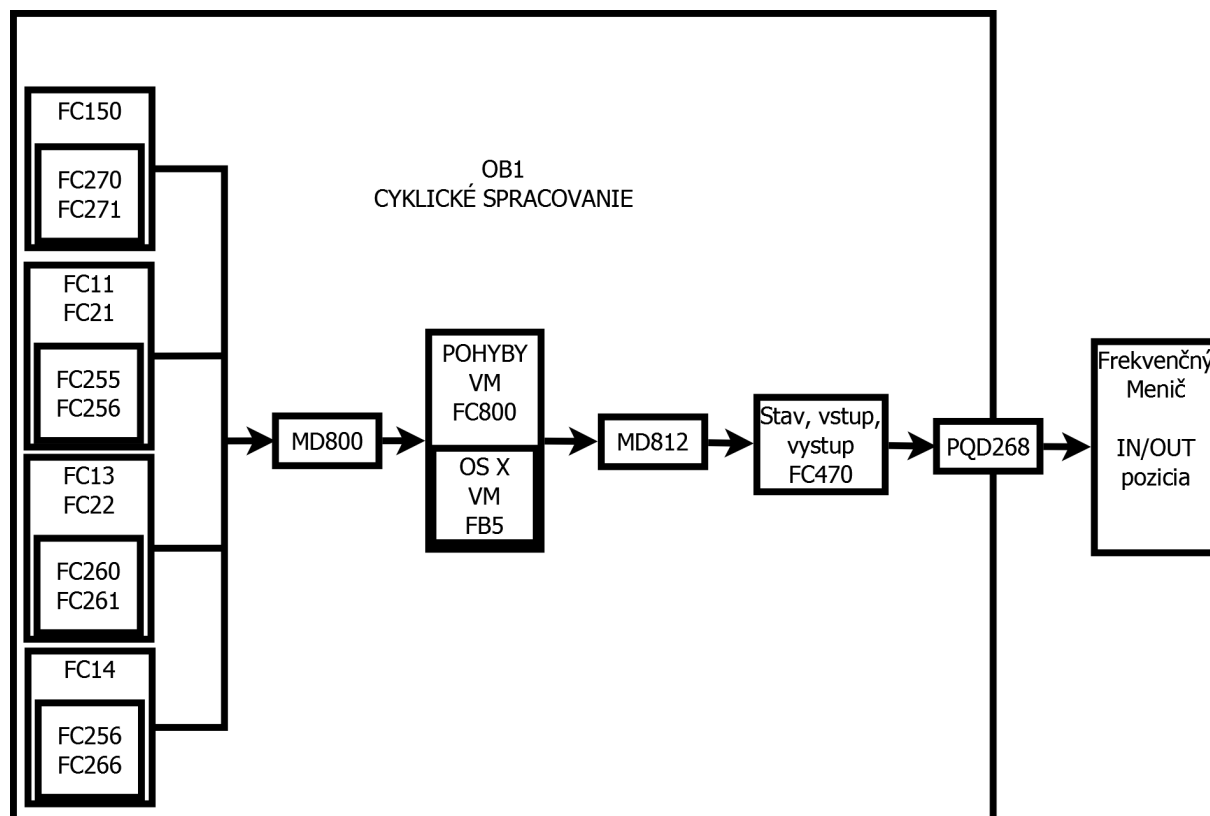 OB1
CYKLICKÉ SPRACOVANIE
FC150
FC270
FC271
FC11
FC21
FC255
FC256
FC13
FC22
FC260
FC261
FC14
FC256
FC266
MD800
POHYBY
VM
FC800
OS X
VM
FB5
MD812
Stav, vstup,
vystup
FC470
PQD268
Frekvenčný
Menič
IN/OUT
pozicia